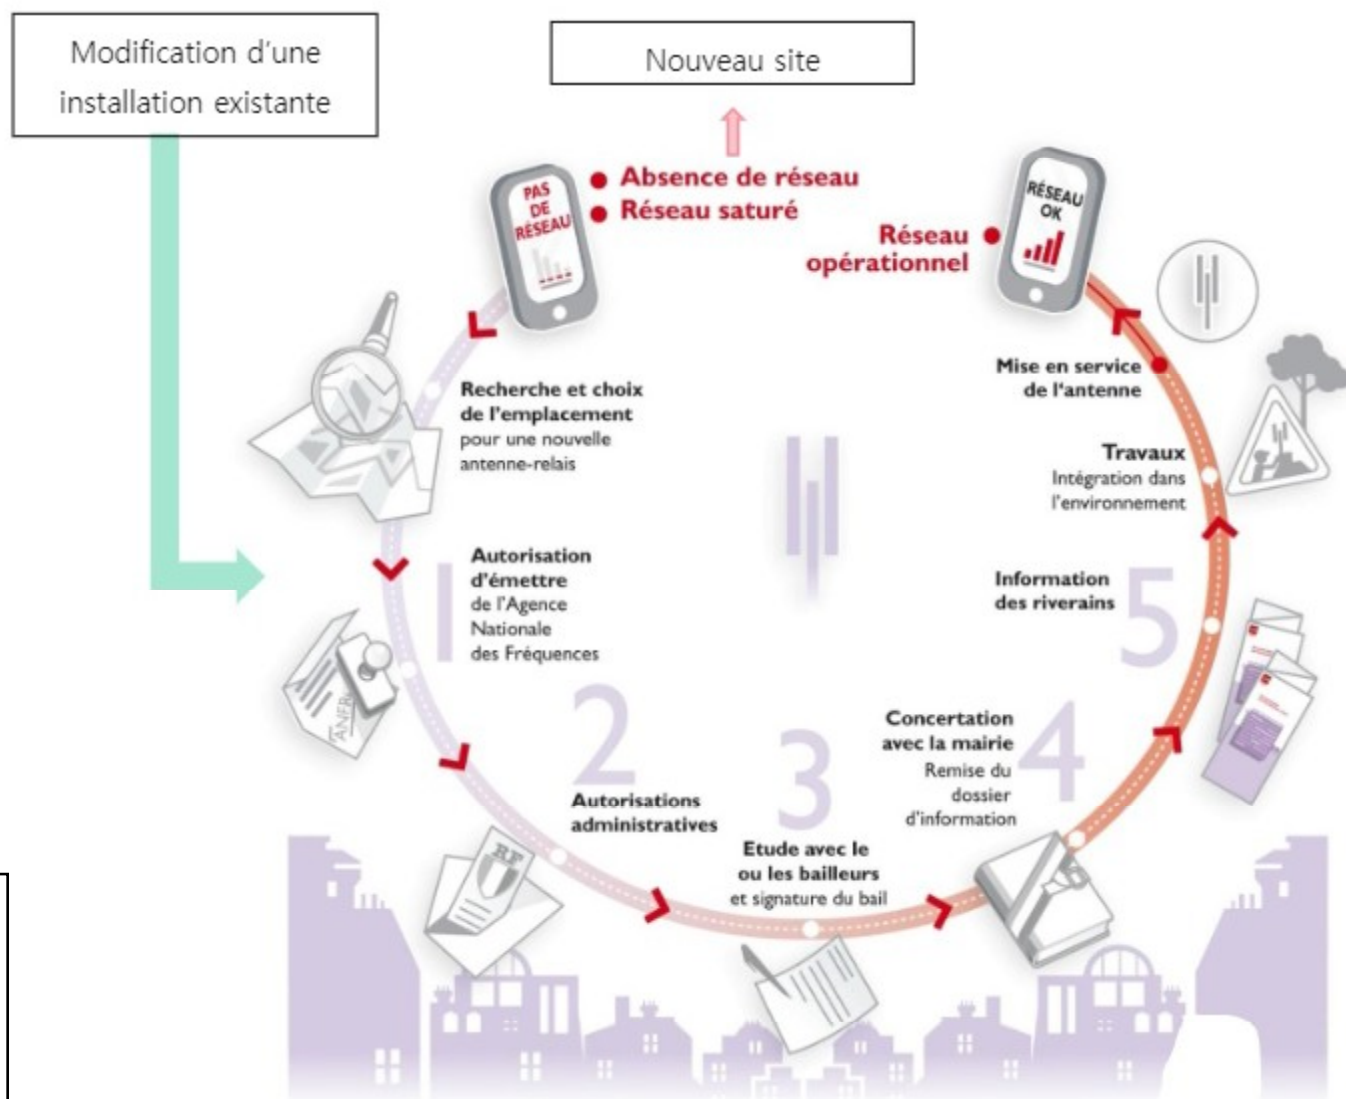 Modification d'une
installation existante
Nouveau site
PAS
DE
RÉSEAU
Absence de réseau
Réseau saturé
RÉSEAU
OK
Réseau
opérationnel
Recherche et choix
de l'emplacement
pour une nouvelle
antenne-relais
1
Autorisation
d'émettre
de l'Agence
Nationale
des Fréquences
ANFR
2
Autorisations
administratives
RF
3
Etude avec le
ou les bailleurs
et signature du bail
4
Concertation
avec la mairie
Remise du
dossier
d'information
5
Information
des riverains
Travaux
Intégration dans
l'environnement
Mise en service
de l'antenne